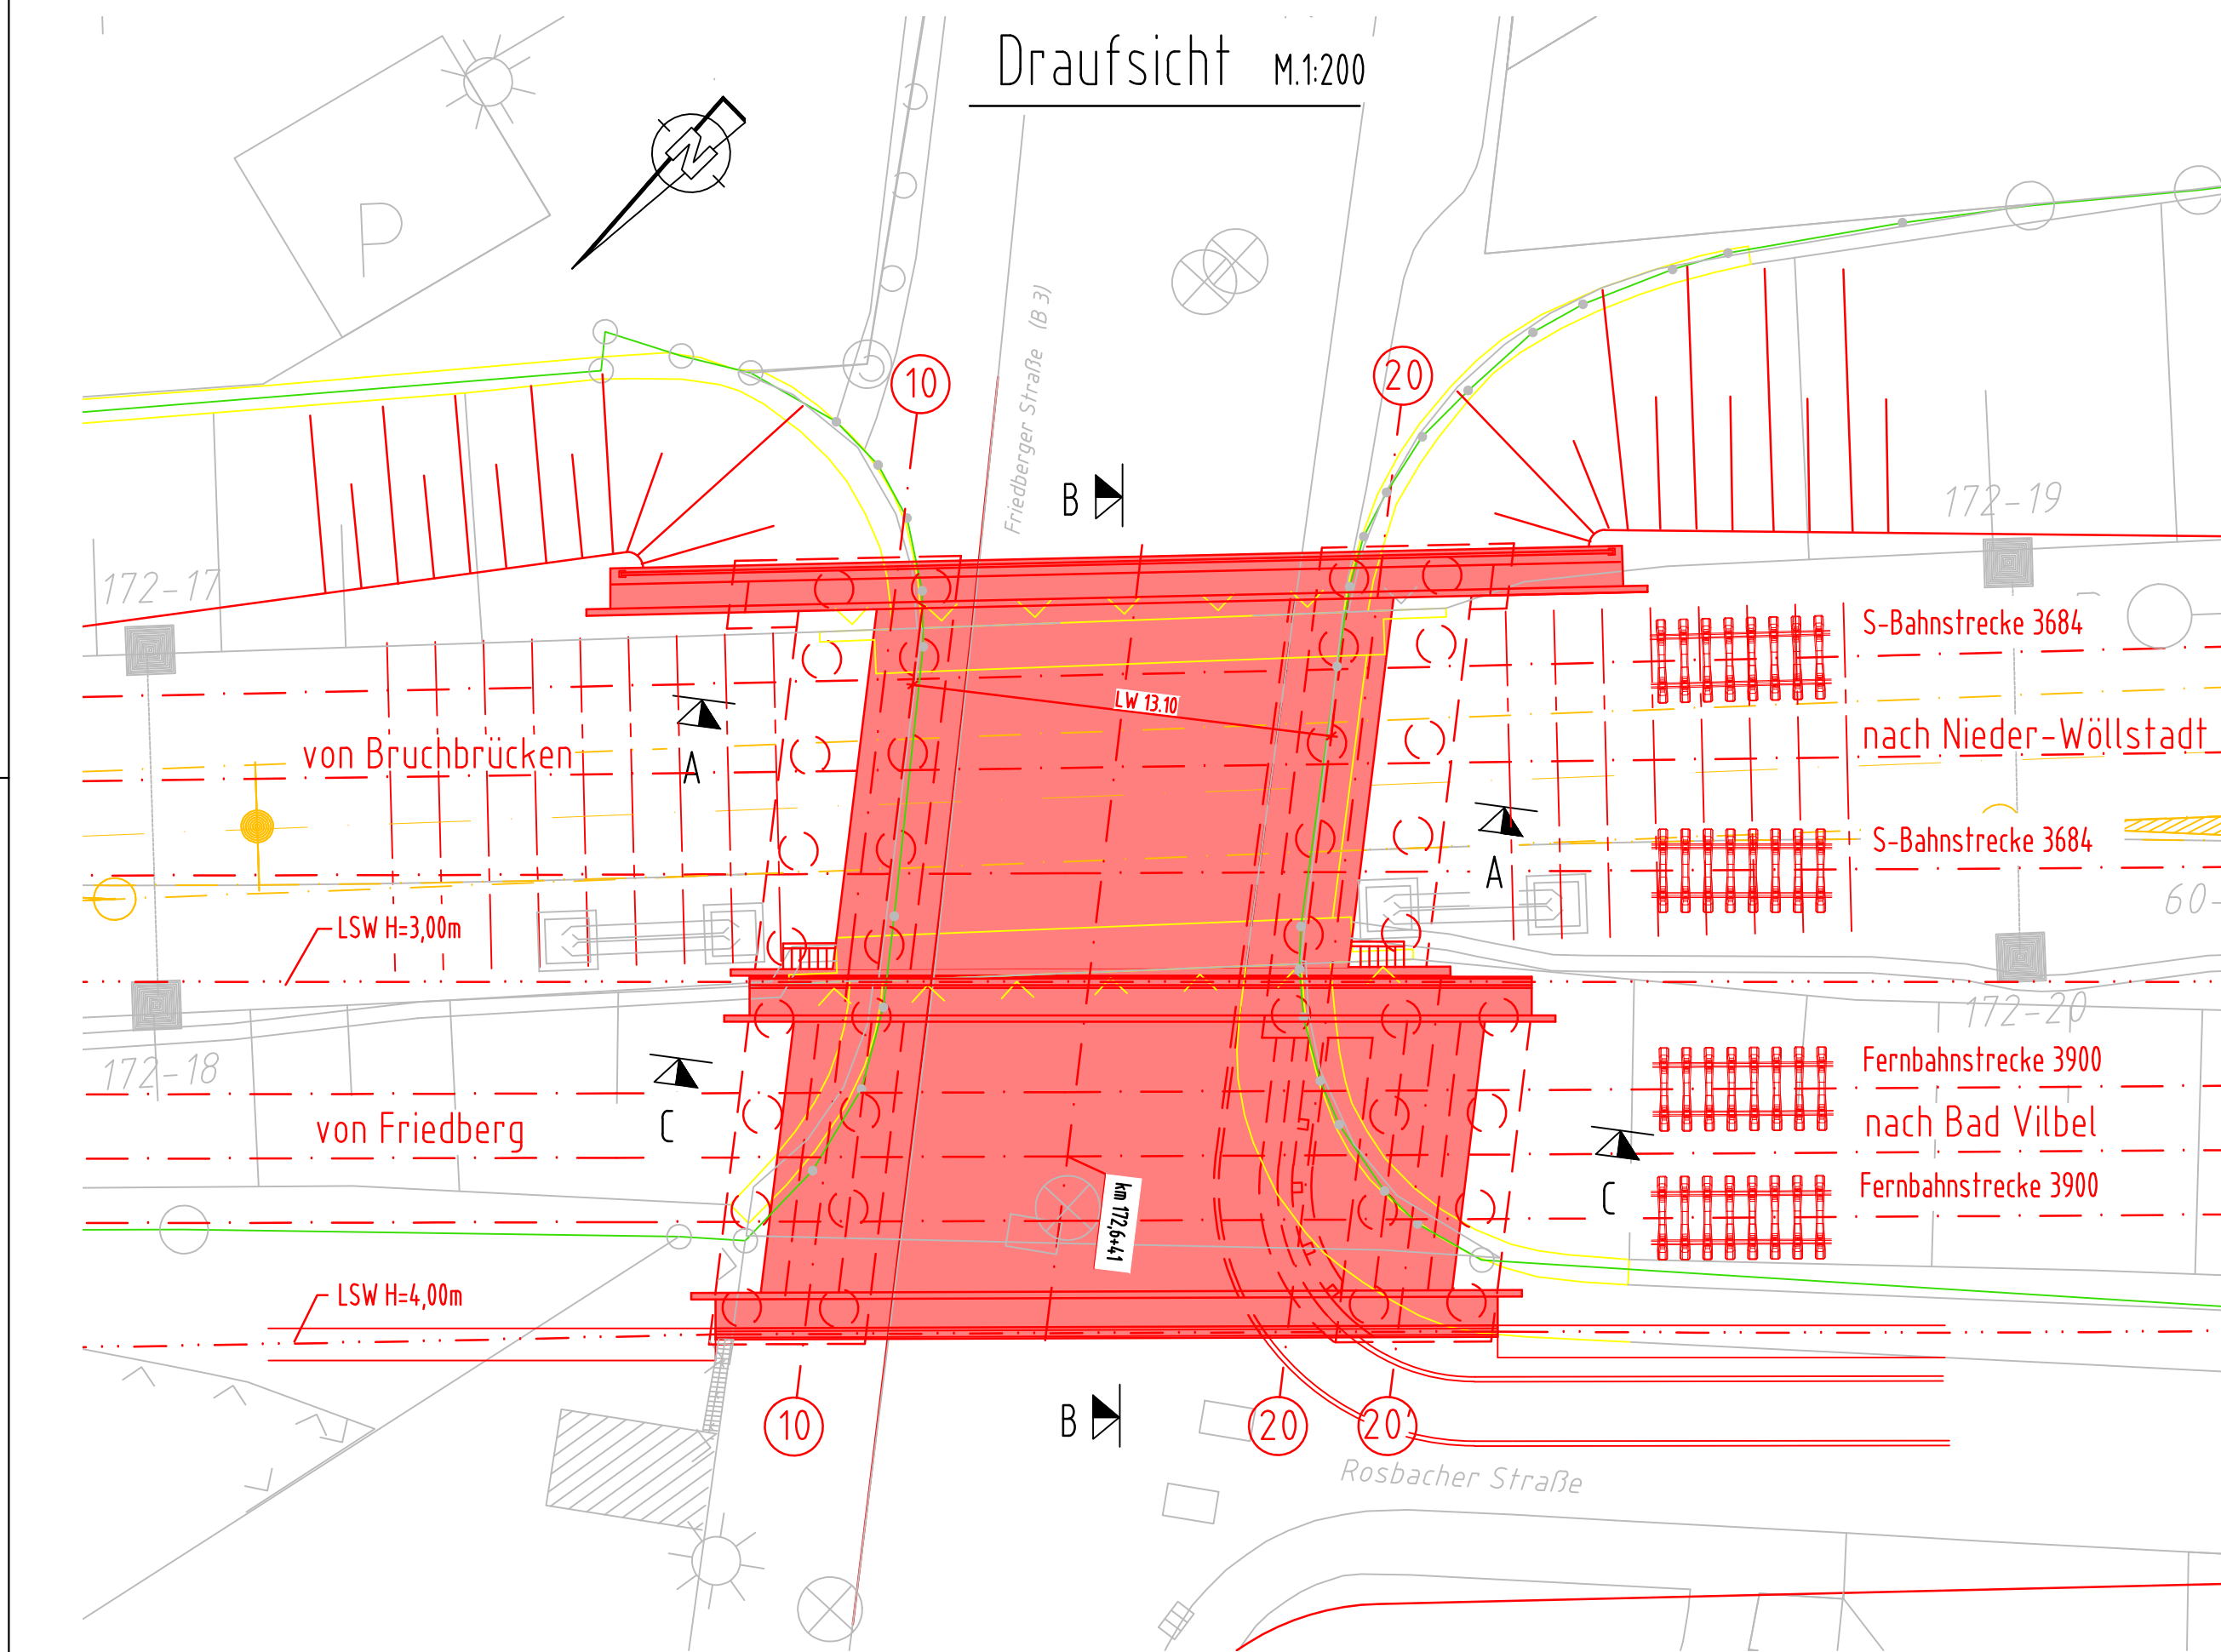 Draufsicht M.1:200
N
P
Friedberger Straße (B 3)
10
20
B
172-17
172-19
S-Bahnstrecke 3684
LW 13.10
von Bruchbrücken
A
nach Nieder-Wöllstadt
S-Bahnstrecke 3684
A
60-
LSW H=3,00m
172-18
172-20
Fernbahnstrecke 3900
von Friedberg
C
nach Bad Vilbel
Fernbahnstrecke 3900
C
km 172,6+41
LSW H=4,00m
10
B
20
20'
Rosbacher Straße